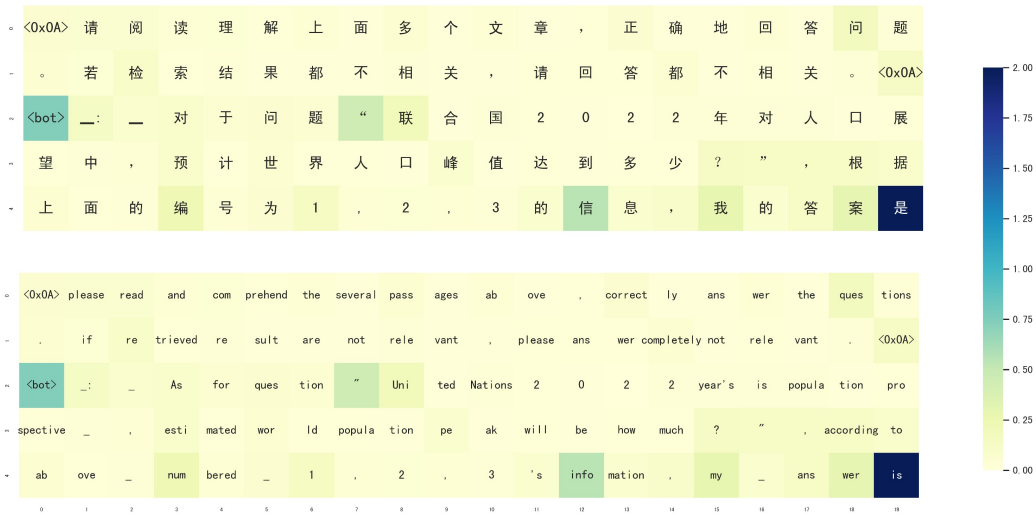 0 <0x0A> 请 阅 读 理 解 上 面 多 个 文 章 , 正 确 地 回 答 问 题
1 。 若 检 索 结 果 都 不 相 关 , 请 回 答 都 不 相 关 。 <0x0A>
2 <bot> _: _ 对 于 问 题 “ 联 合 国 2 0 2 2 年 对 人 口 展
3 望 中 , 预 计 世 界 人 口 峰 值 达 到 多 少 ? ” , 根 据
4 上 面 的 编 号 为 1 , 2 , 3 的 信 息 , 我 的 答 案 是
0 <0x0A> please read and com prehend the several pass ages ab ove , correct ly ans wer the ques tions
1 . if re trieved re sult are not rele vant , please ans wer completely not rele vant . <0x0A>
2 <bot> _: _ As for ques tion " Uni ted Nations 2 0 2 2 year's is popula tion pro
3 spective _ , esti mated wor ld popula tion pe ak will be how much ? " , according to
4 ab ove _ num bered _ 1 , 2 , 3 's info mation , my _ ans wer is
0 1 2 3 4 5 6 7 8 9 10 11 12 13 14 15 16 17 18 19
2.00
1.75
1.50
1.25
1.00
0.75
0.50
0.25
0.00